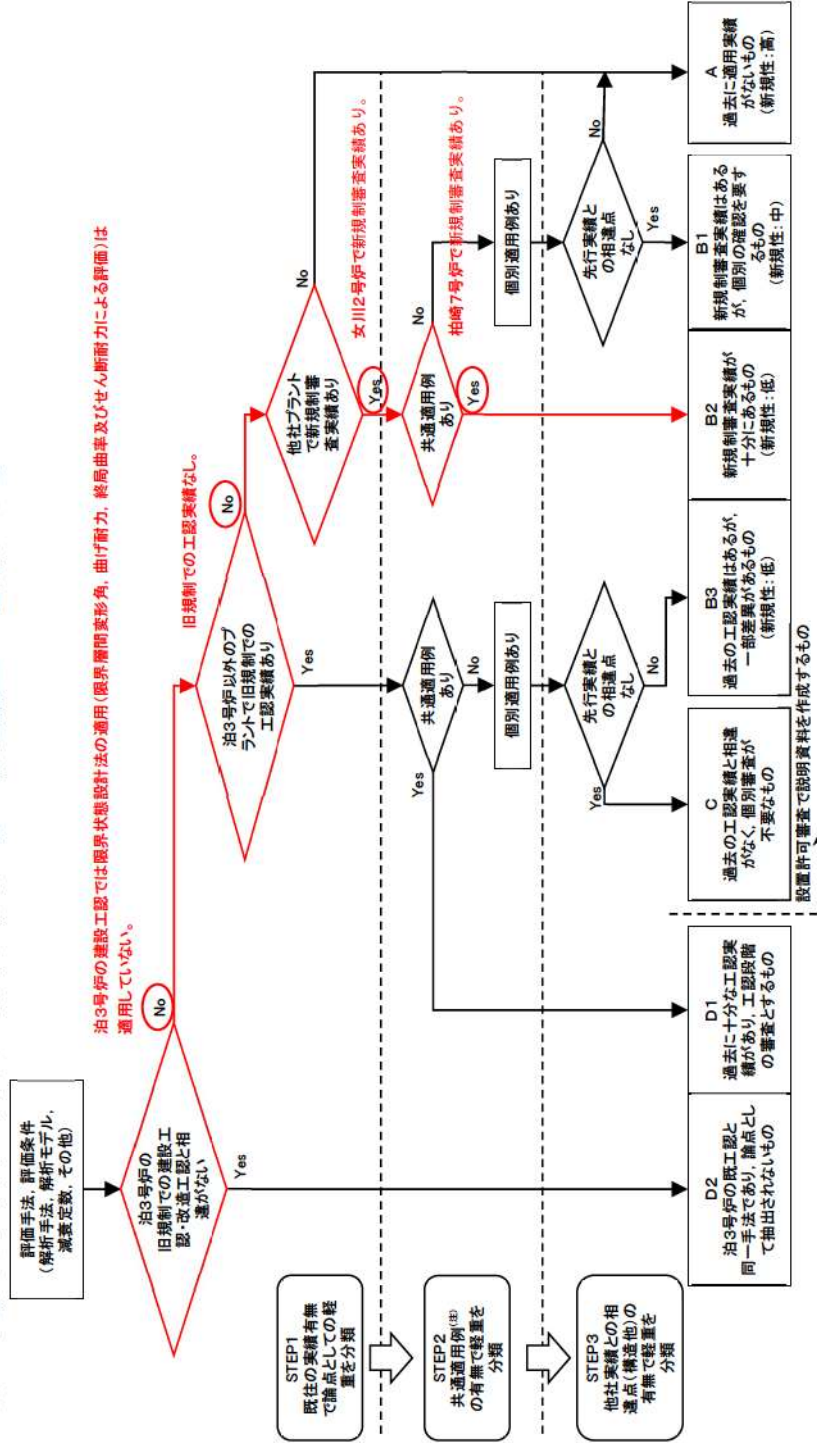 評価手法，評価条件
（解析手法，解析モデル，
減衰定数，その他）
泊3号炉の建設工認では限界状態設計法の適用（限界層間変形角，曲げ耐力，終局曲率及びせん断耐力による評価）は
適用していない。
泊3号炉の
旧規制での建設工
認・改造工認と相
違がない
No
Yes
旧規制での工認実績なし。
泊3号炉以外のプ
ラントで旧規制での
工認実績あり
No
Yes
他社プラント
で新規制審
査実績あり
No
Yes
女川2号炉で新規制審査実績あり。
STEP1
既往の実績有無
で論点としての軽
重を分類
STEP2
共通適用例(注)
の有無で軽重を
分類
共通適用例
あり
Yes
No
個別適用例あり
共通適用例
あり
Yes
No
柏崎7号炉で新規制審査実績あり。
個別適用例あり
STEP3
他社実績との相
違点（構造他）の
有無で軽重を
分類
先行実績と
の相違点
なし
Yes
No
先行実績と
の相違点
なし
No
Yes
D2
泊3号炉の既工認と
同一手法であり，論点とし
て抽出されないもの
D1
過去に十分な工認実
績があり，工認段階
の審査とするもの
C
過去の工認実績と相違
がなく，個別審査が
不要なもの
B3
過去の工認実績はあるが，
一部差異があるもの
（新規性：低）
B2
新規制審査実績が
十分にあるもの
（新規性：低）
B1
新規制審査実績はある
が，個別の確認を要す
るもの
（新規性：中）
A
過去に適用実績
がないもの
（新規性：高）
設置許可審査で説明資料を作成するもの